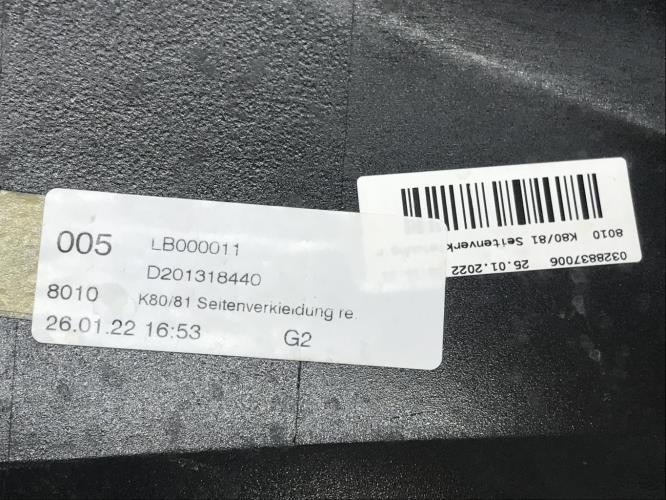 005 LB000011
D201318440
8010 K80/81 Seitenverkleidung re.
26.01.22 16:53 G2
8010 K80/81 Seitenverk
0328837006 25.01.2022